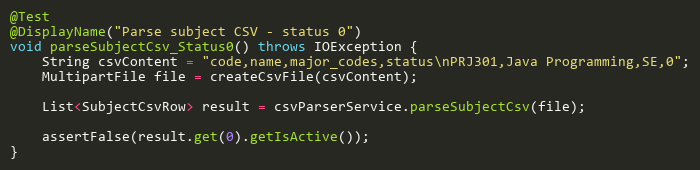 @Test
@DisplayName("Parse subject CSV - status 0")
void parseSubjectCsv_Status0() throws IOException {
    String csvContent = "code,name,major_codes,status\nPRJ301,Java Programming,SE,0";
    MultipartFile file = createCsvFile(csvContent);
    List<SubjectCsvRow> result = csvParserService.parseSubjectCsv(file);
    assertFalse(result.get(0).getIsActive());
}